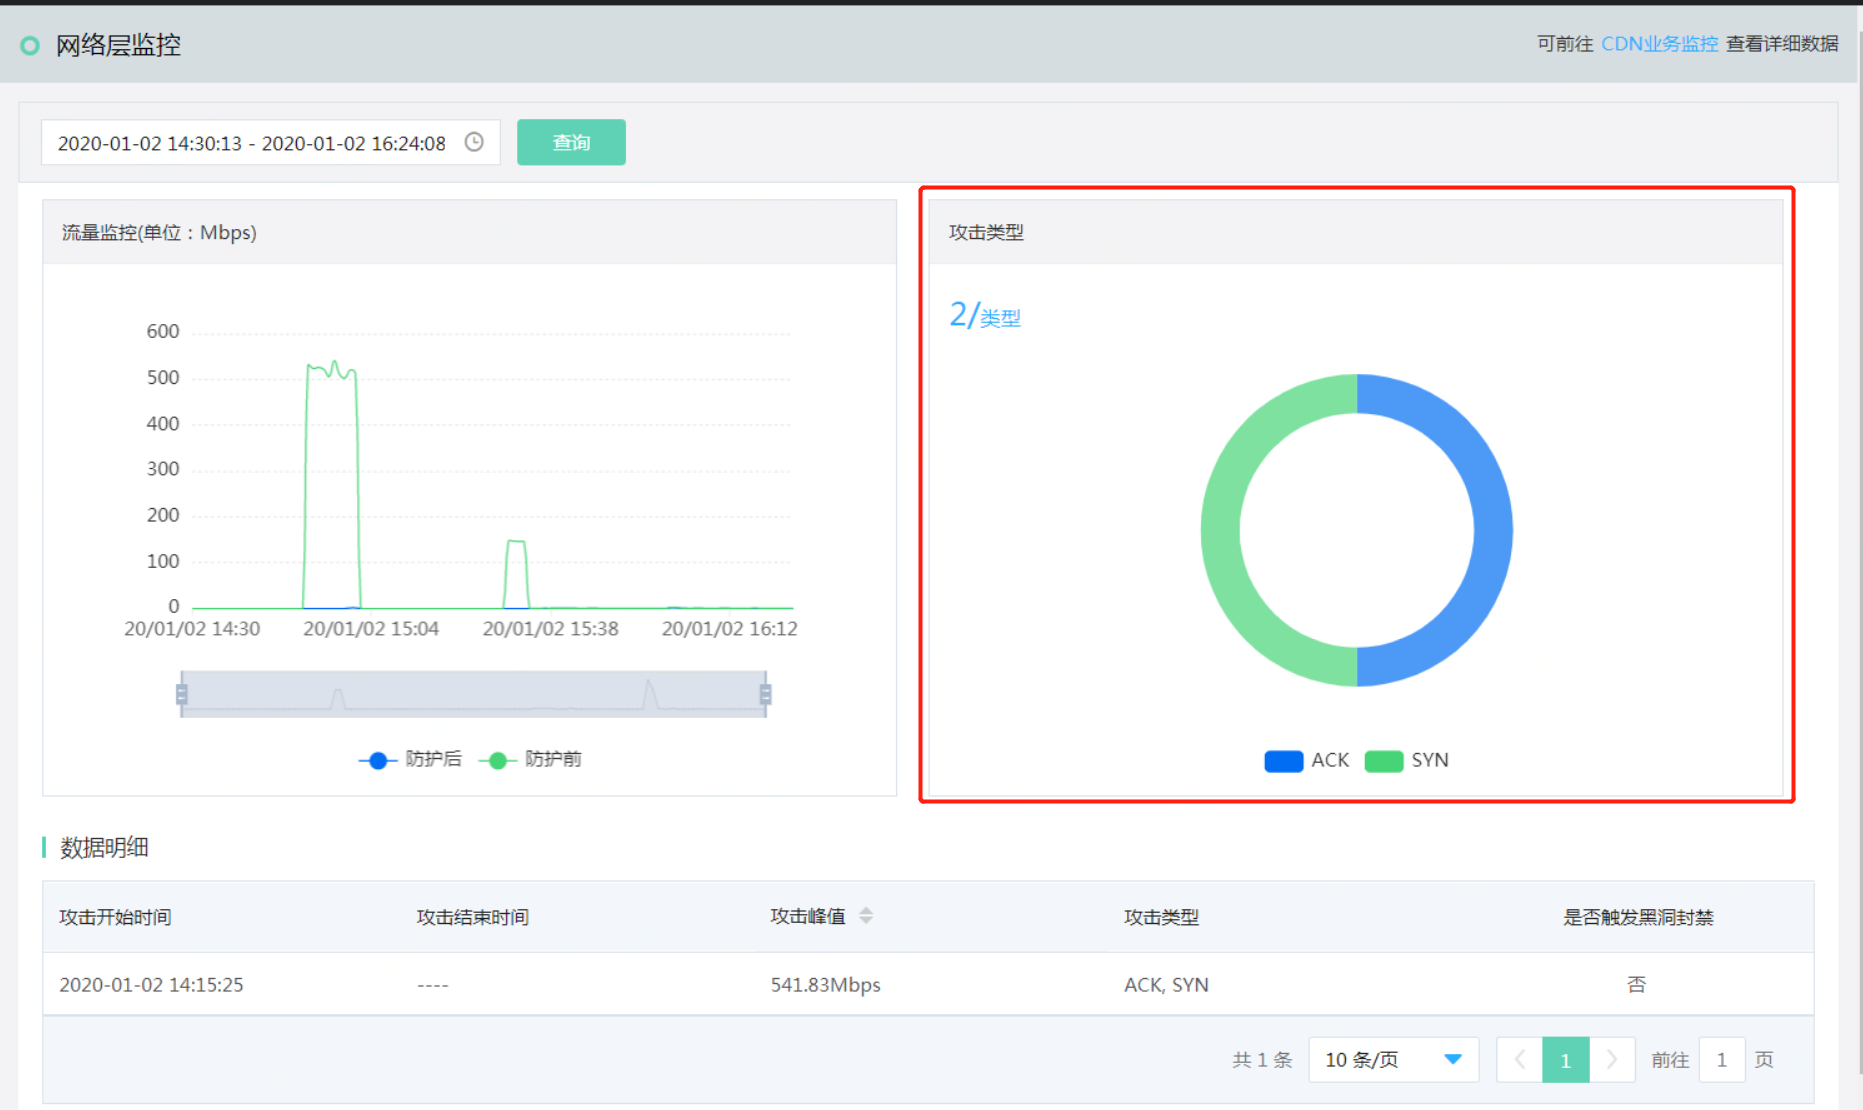 网络层监控
可前往 CDN业务监控 查看详细数据
2020-01-02 14:30:13 - 2020-01-02 16:24:08
查询
流量监控(单位：Mbps)
600
500
400
300
200
100
0
20/01/02 14:30 20/01/02 15:04 20/01/02 15:38 20/01/02 16:12
防护后 防护前
攻击类型
2/类型
ACK SYN
数据明细
攻击开始时间 攻击结束时间 攻击峰值 攻击类型 是否触发黑洞封禁
2020-01-02 14:15:25 ---- 541.83Mbps ACK, SYN 否
共 1 条 10 条/页 1 前往 1 页